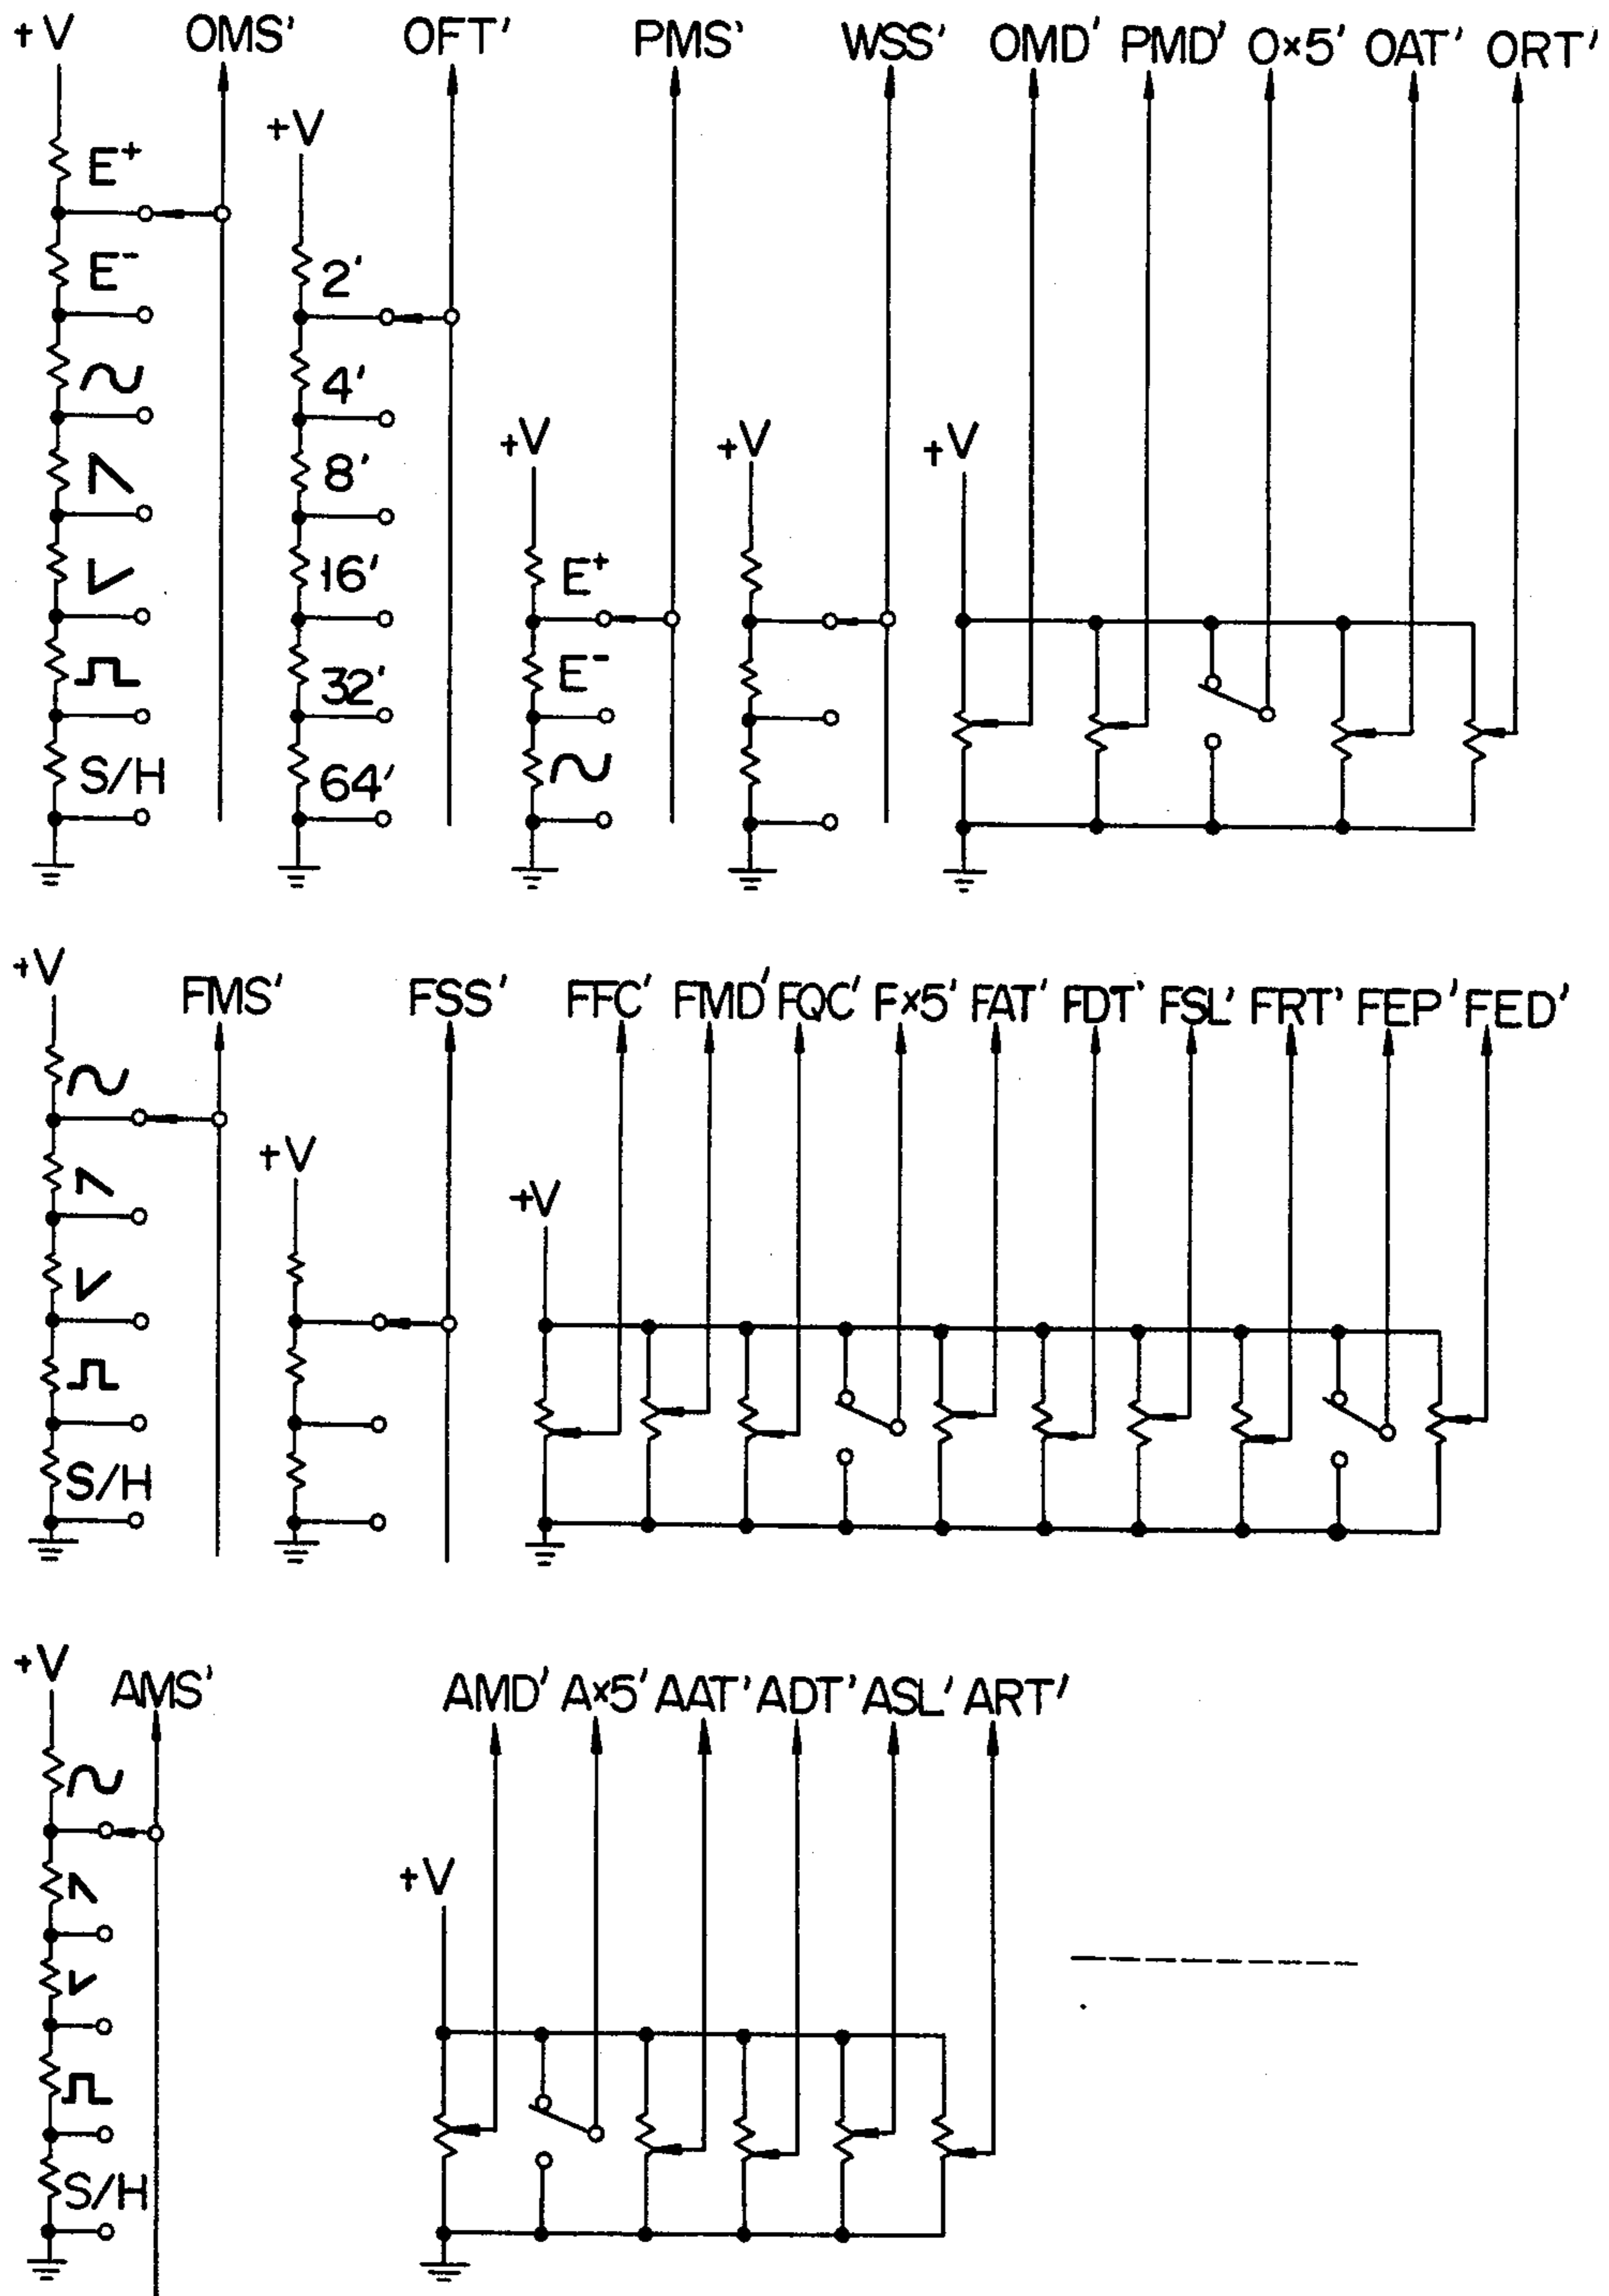 +V OMS' OFT' PMS' WSS' OMD' PMD' O×5' OAT' ORT'
+V
E+
E-
S/H
2'
4'
8'
16'
32'
64'
+V
E+
E-
+V
+V
+V FMS' FSS' FFC' FMD' FQC' F×5' FAT' FDT' FSL' FRT' FEP' FED'
S/H
+V
+V
+V AMS' AMD' A×5' AAT' ADT' ASL' ART'
S/H
+V